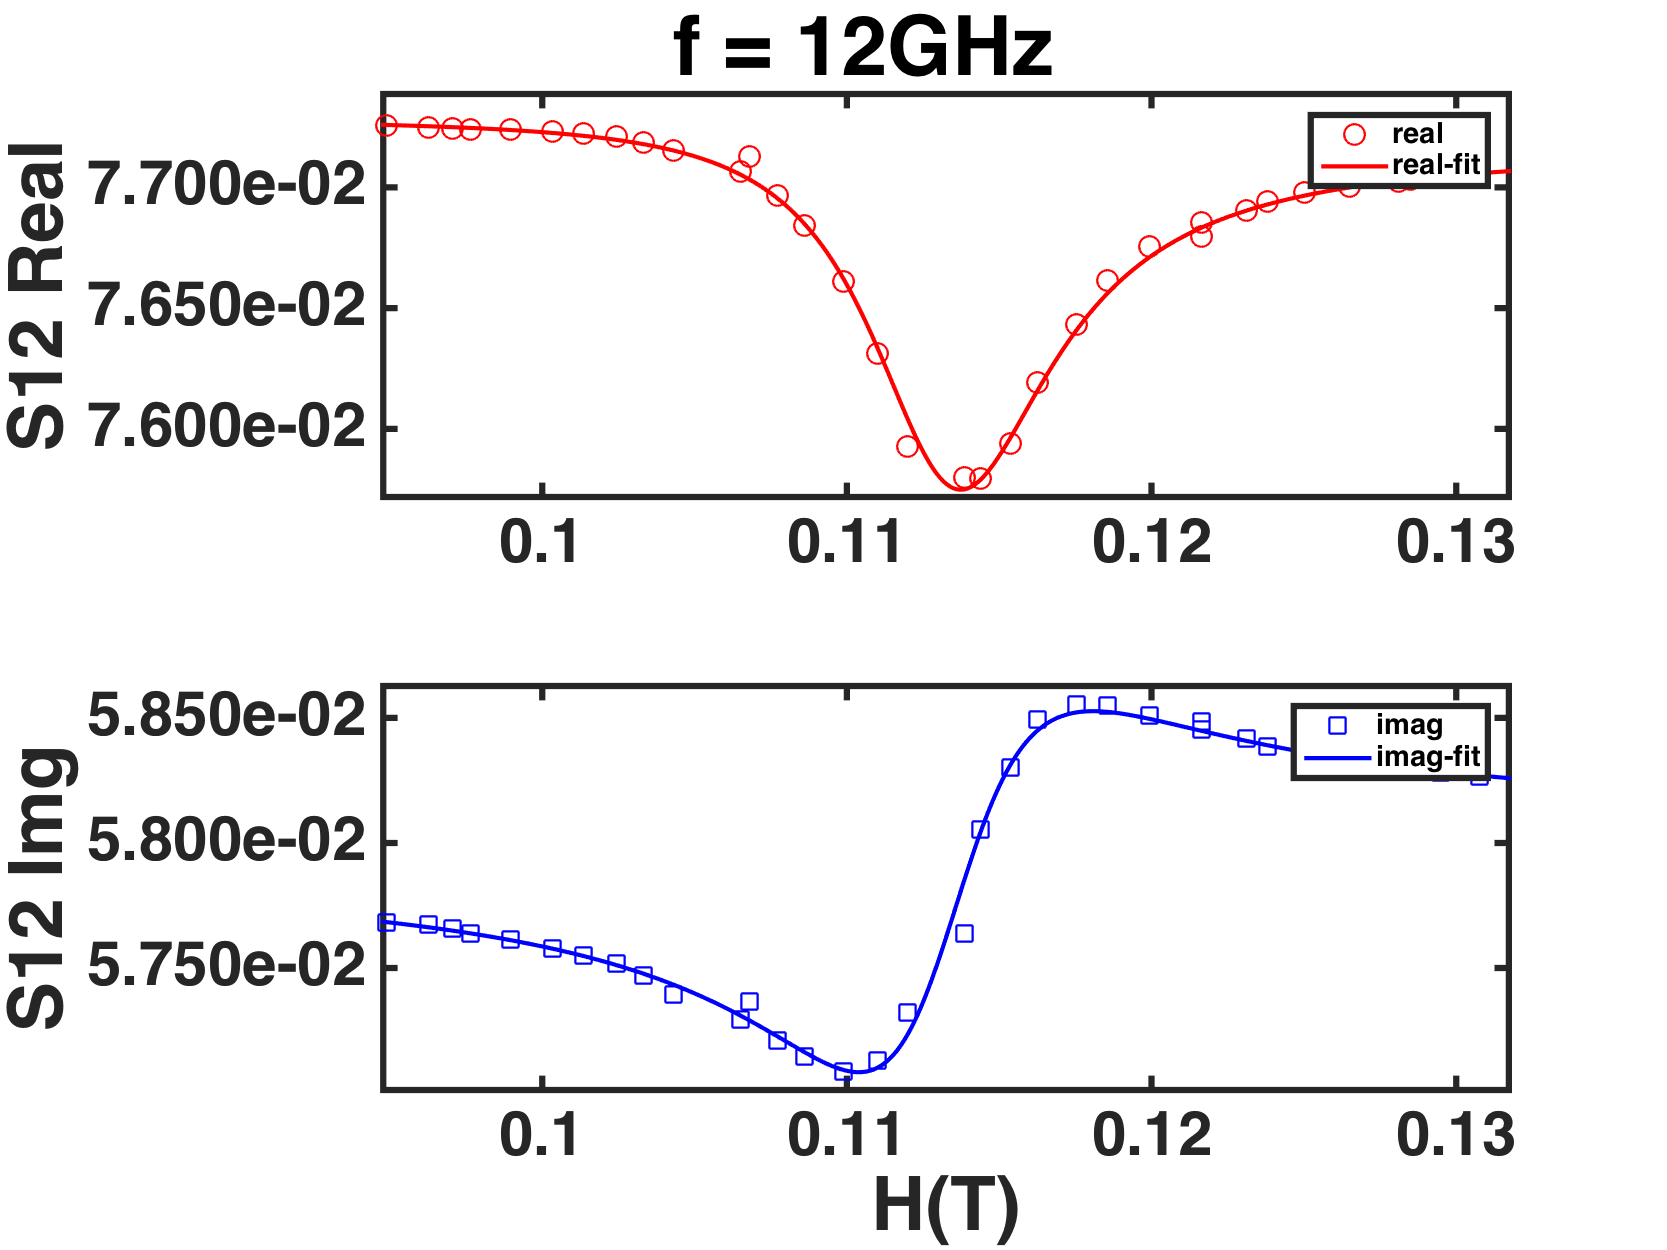 f = 12GHz
S12 Real
7.700e-02
7.650e-02
7.600e-02
real
real-fit
0.1
0.11
0.12
0.13
S12 Img
5.850e-02
5.800e-02
5.750e-02
imag
imag-fit
0.1
0.11
0.12
0.13
H(T)